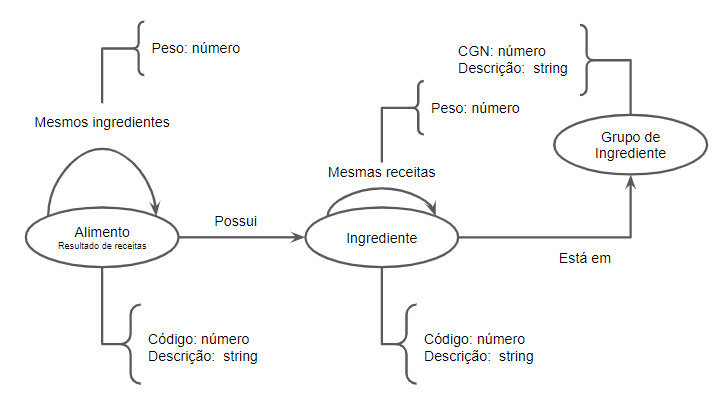 Peso: número
CGN: número
Descrição: string
Mesmos ingredientes
Peso: número
Grupo de
Ingrediente
Mesmas receitas
Possui
Alimento
Resultado de receitas
Ingrediente
Está em
Código: número
Descrição: string
Código: número
Descrição: string